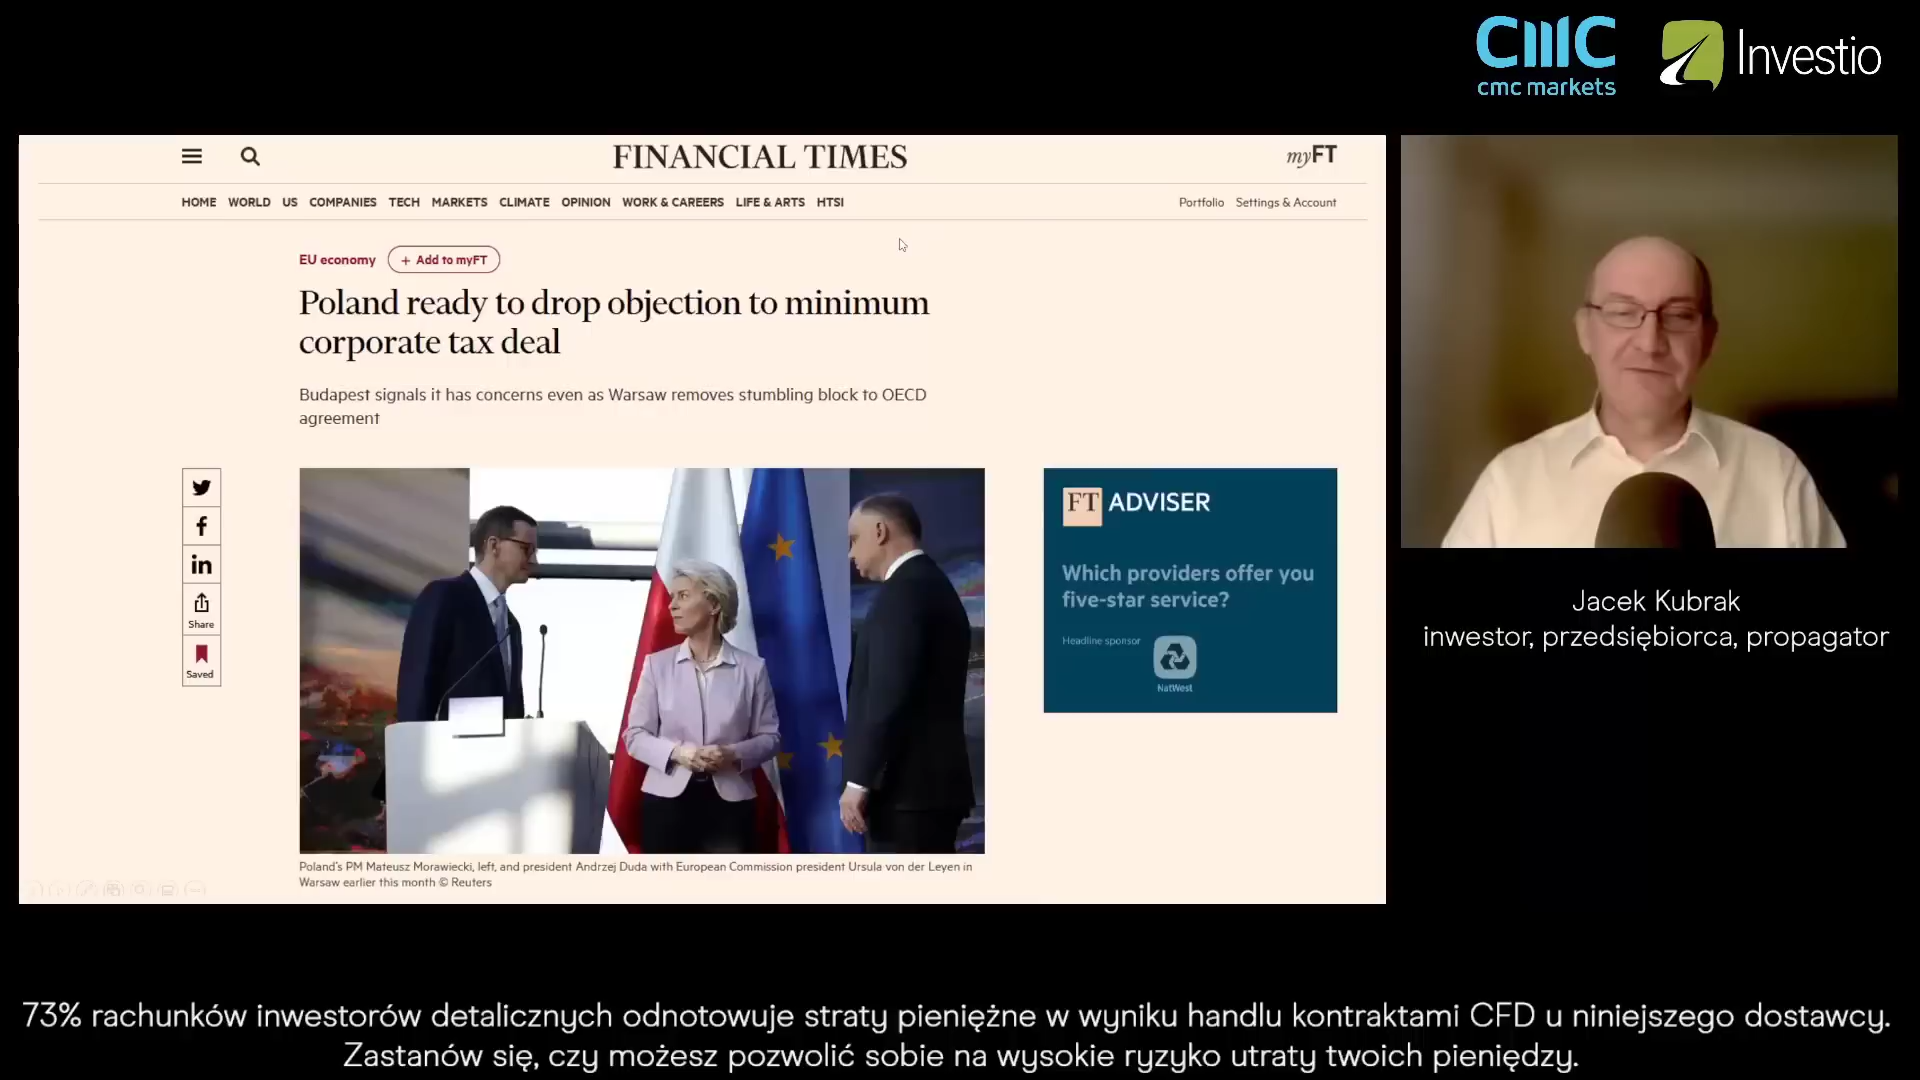 CMC
cmc markets
Investio
FINANCIAL TIMES
myFT
HOME WORLD US COMPANIES TECH MARKETS CLIMATE OPINION WORK & CAREERS LIFE & ARTS HTSI
Portfolio Settings & Account
EU economy + Add to myFT
Poland ready to drop objection to minimum
corporate tax deal
Budapest signals it has concerns even as Warsaw removes stumbling block to OECD
agreement
Share
Saved
FT ADVISER
Which providers offer you
five-star service?
Headline sponsor
NatWest
Poland's PM Mateusz Morawiecki, left, and president Andrzej Duda with European Commission president Ursula von der Leyen in
Warsaw earlier this month © Reuters
Jacek Kubrak
inwestor, przedsiębiorca, propagator
73% rachunków inwestorów detalicznych odnotowuje straty pieniężne w wyniku handlu kontraktami CFD u niniejszego dostawcy.
Zastanów się, czy możesz pozwolić sobie na wysokie ryzyko utraty twoich pieniędzy.